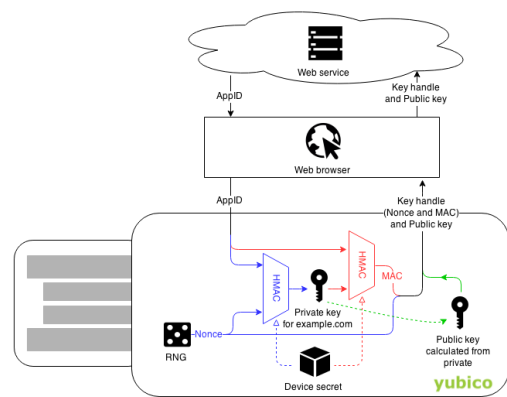 Web service
AppID
Key handle
and Public key
Web browser
AppID
Key handle
(Nonce and MAC)
and Public key
HMAC
HMAC
MAC
Private key
for example.com
Nonce
RNG
Public key
calculated from
private
Device secret
yubico